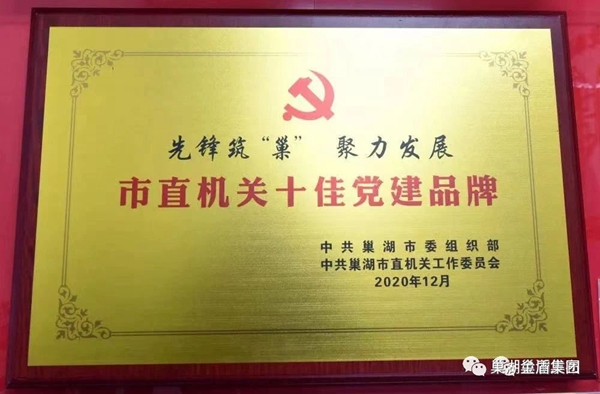 先锋筑“巢” 聚力发展
市直机关十佳党建品牌
中共巢湖市委组织部
中共巢湖市直机关工作委员会
2020年12月
巢湖金盾集团